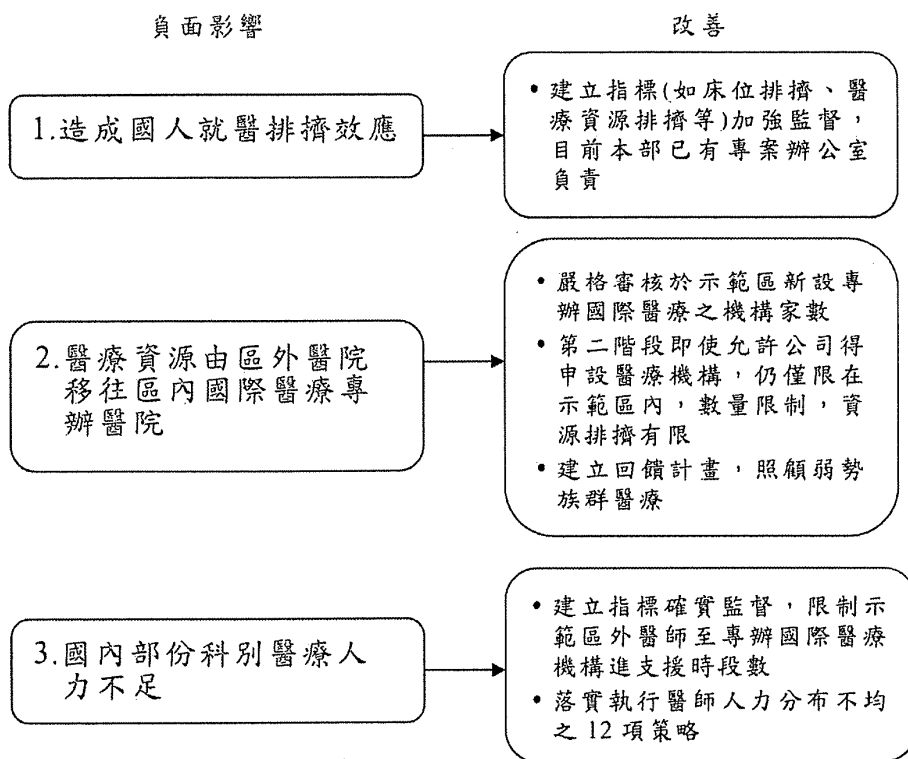 負面影響
改善
1.造成國人就醫排擠效應
• 建立指標(如床位排擠、醫
療資源排擠等)加強監督，
目前本部已有專案辦公室
負責
2.醫療資源由區外醫院
移往區內國際醫療專
辦醫院
• 嚴格審核於示範區新設專
辦國際醫療之機構家數
• 第二階段即使允許公司得
申設醫療機構，仍僅限在
示範區內，數量限制，資
源排擠有限
• 建立回饋計畫，照顧弱勢
族群醫療
3.國內部份科別醫療人
力不足
• 建立指標確實監督，限制示
範區外醫師至專辦國際醫療
機構進支援時段數
• 落實執行醫師人力分布不均
之 12 項策略